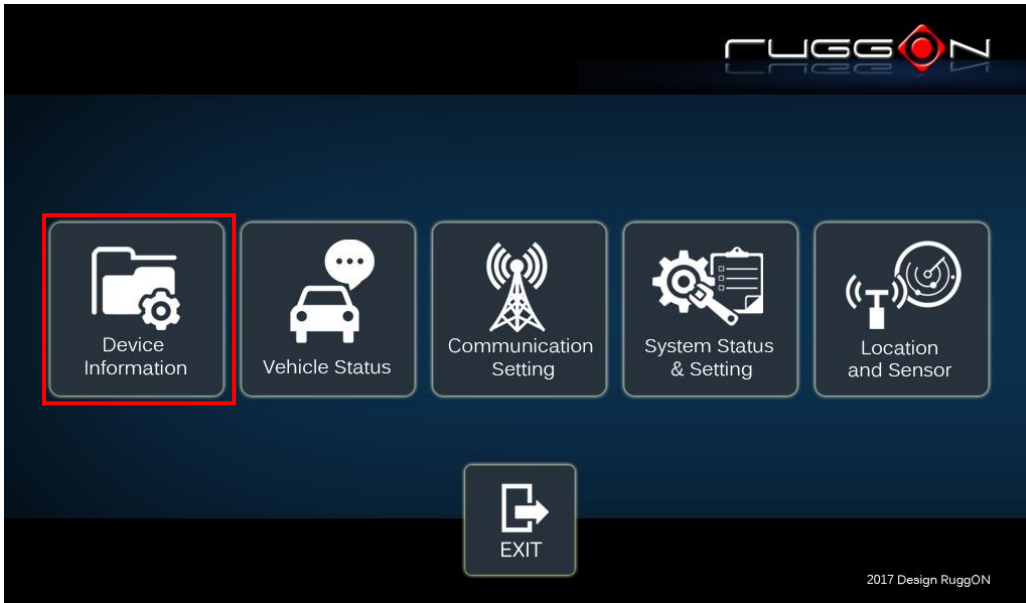 ruggON
Device
Information
Vehicle Status
Communication
Setting
System Status
& Setting
Location
and Sensor
EXIT
2017 Design RuggON